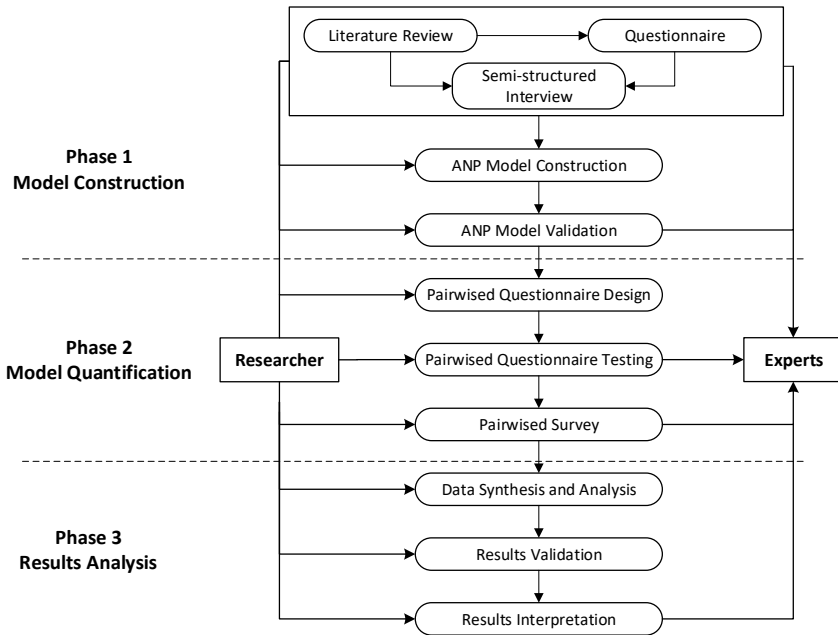 Literature Review
Questionnaire
Semi-structured
Interview
Phase 1
Model Construction
ANP Model Construction
ANP Model Validation
Pairwised Questionnaire Design
Phase 2
Model Quantification
Researcher
Pairwised Questionnaire Testing
Experts
Pairwised Survey
Data Synthesis and Analysis
Phase 3
Results Analysis
Results Validation
Results Interpretation